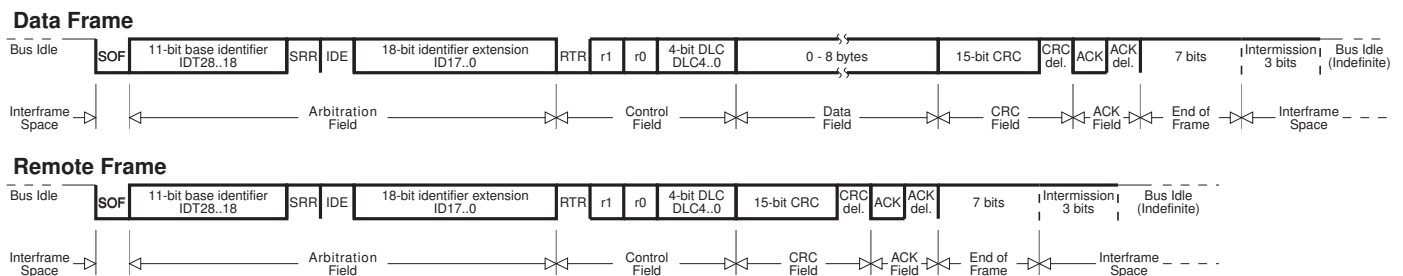 Data Frame
Bus Idle
SOF
11-bit base identifier
IDT28..18
SRR
IDE
18-bit identifier extension
ID17..0
RTR
r1
r0
4-bit DLC
DLC4..0
0 - 8 bytes
15-bit CRC
CRC
del.
ACK
ACK
del.
7 bits
Intermission
3 bits
Bus Idle
(Indefinite)
Interframe
Space
Arbitration
Field
Control
Field
Data
Field
CRC
Field
ACK
Field
End of
Frame
Interframe
Space
Remote Frame
Bus Idle
SOF
11-bit base identifier
IDT28..18
SRR
IDE
18-bit identifier extension
ID17..0
RTR
r1
r0
4-bit DLC
DLC4..0
15-bit CRC
CRC
del.
ACK
ACK
del.
7 bits
Intermission
3 bits
Bus Idle
(Indefinite)
Interframe
Space
Arbitration
Field
Control
Field
CRC
Field
ACK
Field
End of
Frame
Interframe
Space